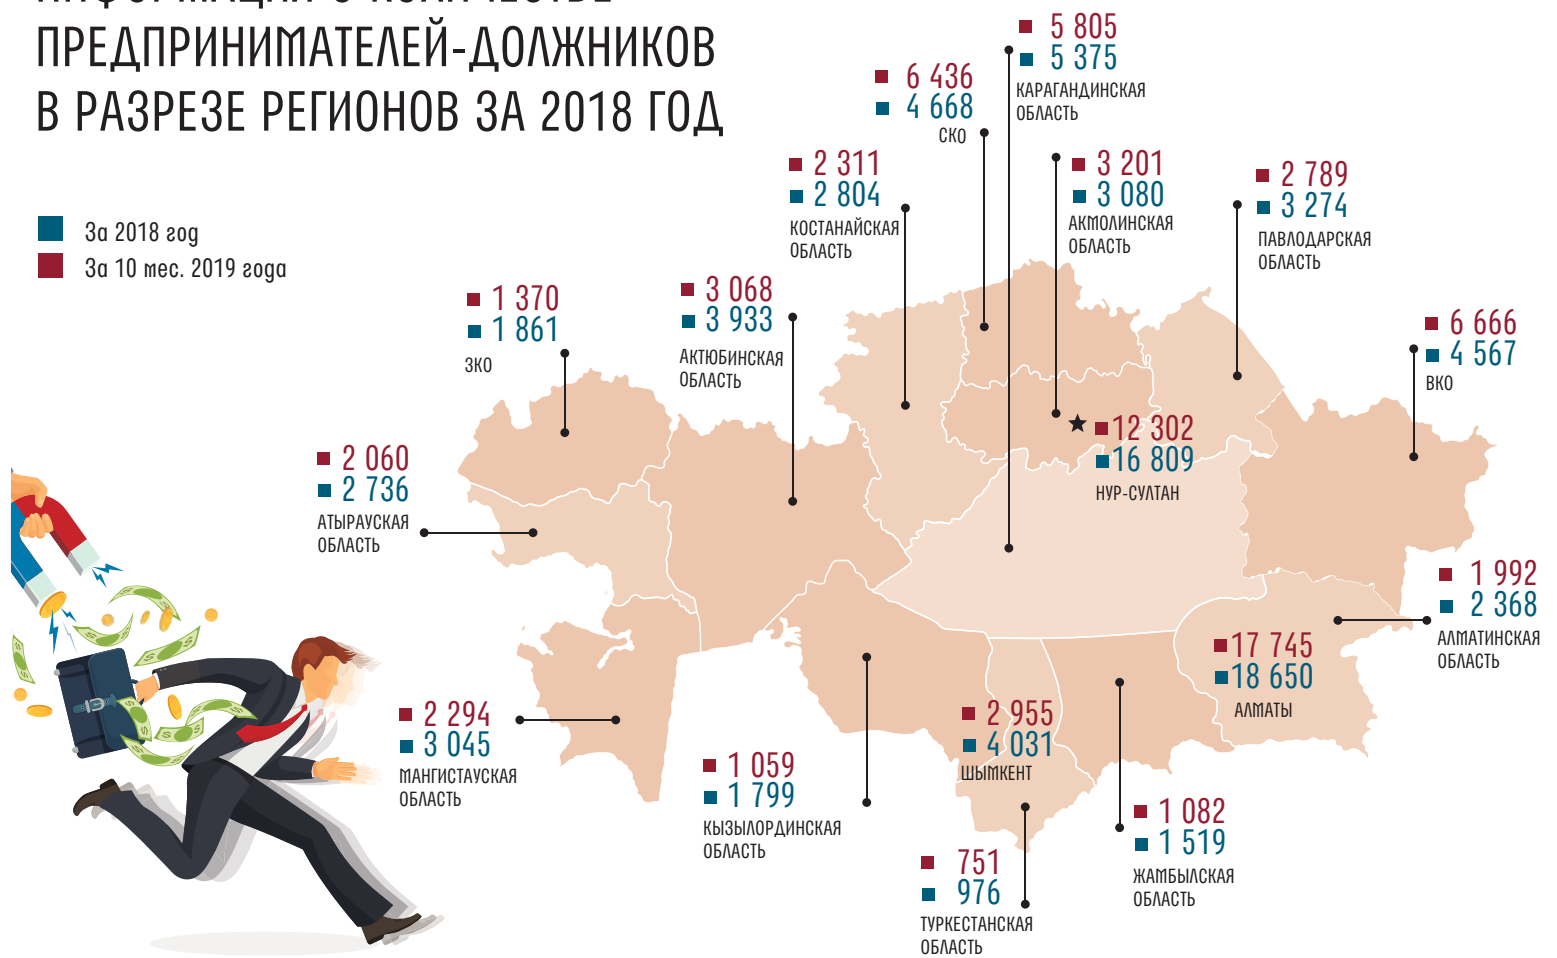 ПРЕДПРИНИМАТЕЛЕЙ-ДОЛЖНИКОВ
В РАЗРЕЗЕ РЕГИОНОВ ЗА 2018 ГОД
За 2018 год
За 10 мес. 2019 года
5 805
5 375
КАРАГАНДИНСКАЯ
ОБЛАСТЬ
6 436
4 668
СКО
2 311
2 804
КОСТАНАЙСКАЯ
ОБЛАСТЬ
3 201
3 080
АКМОЛИНСКАЯ
ОБЛАСТЬ
2 789
3 274
ПАВЛОДАРСКАЯ
ОБЛАСТЬ
1 370
1 861
ЗКО
3 068
3 933
АКТЮБИНСКАЯ
ОБЛАСТЬ
6 666
4 567
ВКО
2 060
2 736
АТЫРАУСКАЯ
ОБЛАСТЬ
12 302
16 809
НУР-СУЛТАН
1 992
2 368
АЛМАТИНСКАЯ
ОБЛАСТЬ
17 745
18 650
АЛМАТЫ
2 294
3 045
МАНГИСТАУСКАЯ
ОБЛАСТЬ
1 059
1 799
КЫЗЫЛОРДИНСКАЯ
ОБЛАСТЬ
2 955
4 031
ШЫМКЕНТ
751
976
ТУРКЕСТАНСКАЯ
ОБЛАСТЬ
1 082
1 519
ЖАМБЫЛСКАЯ
ОБЛАСТЬ